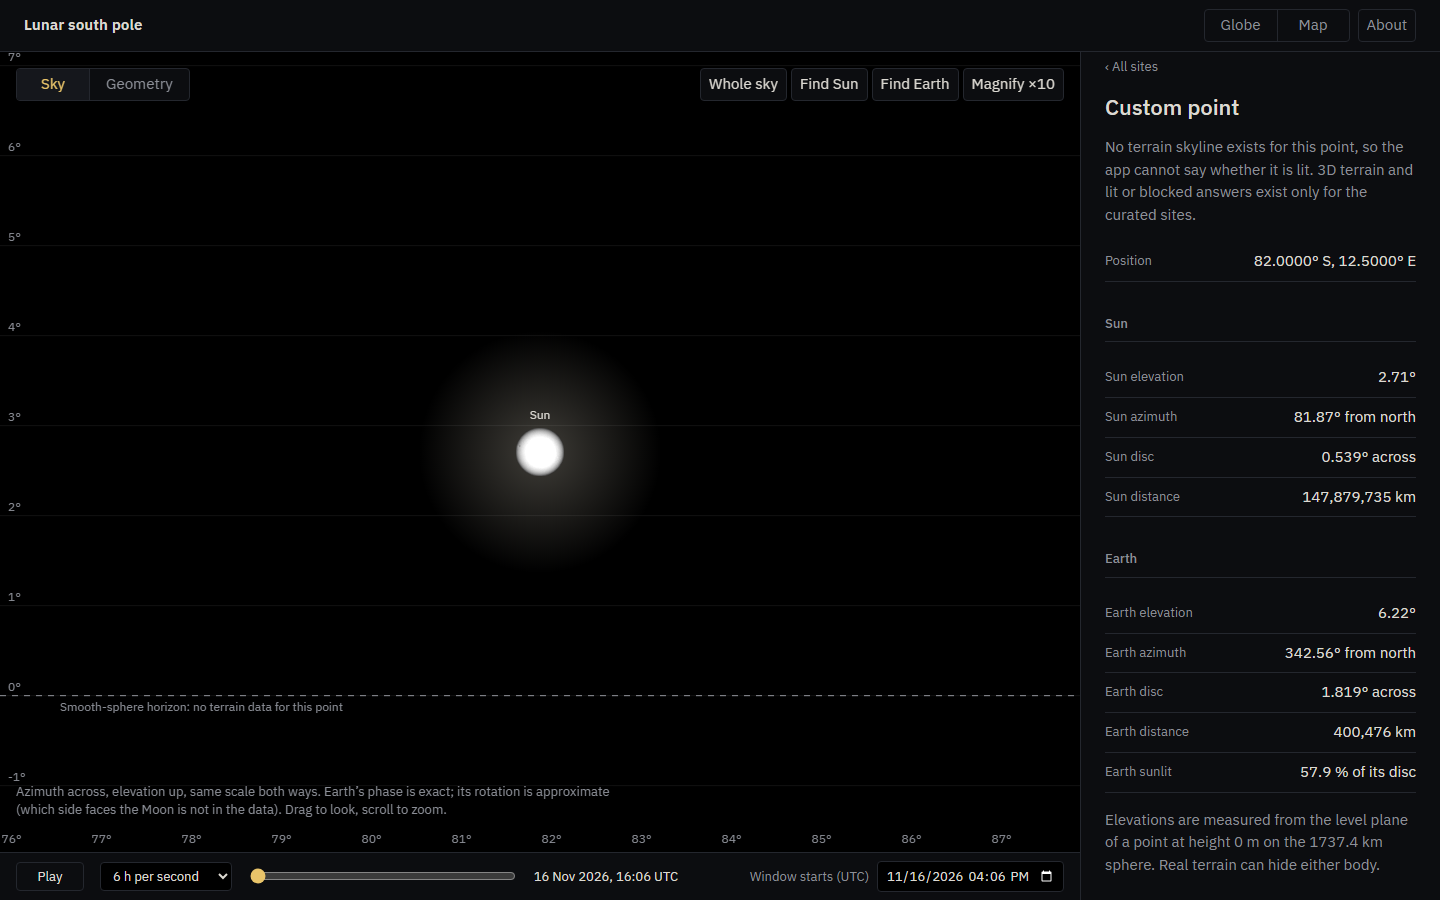 Lunar south pole
Globe
Map
About
7°
Sky
Geometry
Whole sky
Find Sun
Find Earth
Magnify ×10
6°
5°
4°
3°
Sun
2°
1°
0°
Smooth-sphere horizon: no terrain data for this point
-1°
Azimuth across, elevation up, same scale both ways. Earth’s phase is exact; its rotation is approximate
(which side faces the Moon is not in the data). Drag to look, scroll to zoom.
76°
77°
78°
79°
80°
81°
82°
83°
84°
85°
86°
87°
Play
6 h per second
16 Nov 2026, 16:06 UTC
Window starts (UTC)
11/16/2026 04:06 PM
‹ All sites
Custom point
No terrain skyline exists for this point, so the
app cannot say whether it is lit. 3D terrain and
lit or blocked answers exist only for the
curated sites.
Position 82.0000° S, 12.5000° E
Sun
Sun elevation 2.71°
Sun azimuth 81.87° from north
Sun disc 0.539° across
Sun distance 147,879,735 km
Earth
Earth elevation 6.22°
Earth azimuth 342.56° from north
Earth disc 1.819° across
Earth distance 400,476 km
Earth sunlit 57.9 % of its disc
Elevations are measured from the level plane
of a point at height 0 m on the 1737.4 km
sphere. Real terrain can hide either body.